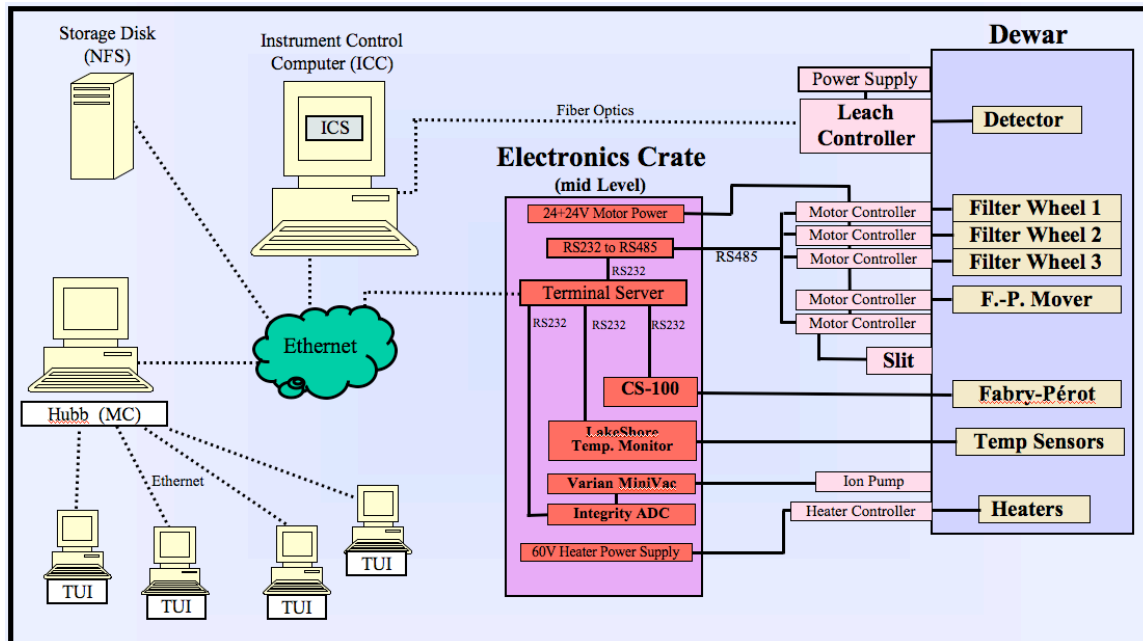 Storage Disk
(NFS)
Instrument Control
Computer (ICC)
ICS
Fiber Optics
Dewar
Power Supply
Leach
Controller
Detector
Electronics Crate
(mid Level)
24+24V Motor Power
RS232 to RS485
RS232
RS485
Terminal Server
RS232
RS232
RS232
CS-100
LakeShore
Temp. Monitor
Varian MiniVac
Integrity ADC
60V Heater Power Supply
Motor Controller
Motor Controller
Motor Controller
Motor Controller
Motor Controller
Slit
Ion Pump
Heater Controller
Filter Wheel 1
Filter Wheel 2
Filter Wheel 3
F.-P. Mover
Fabry-Pérot
Temp Sensors
Heaters
Ethernet
Hubb (MC)
Ethernet
TUI
TUI
TUI
TUI